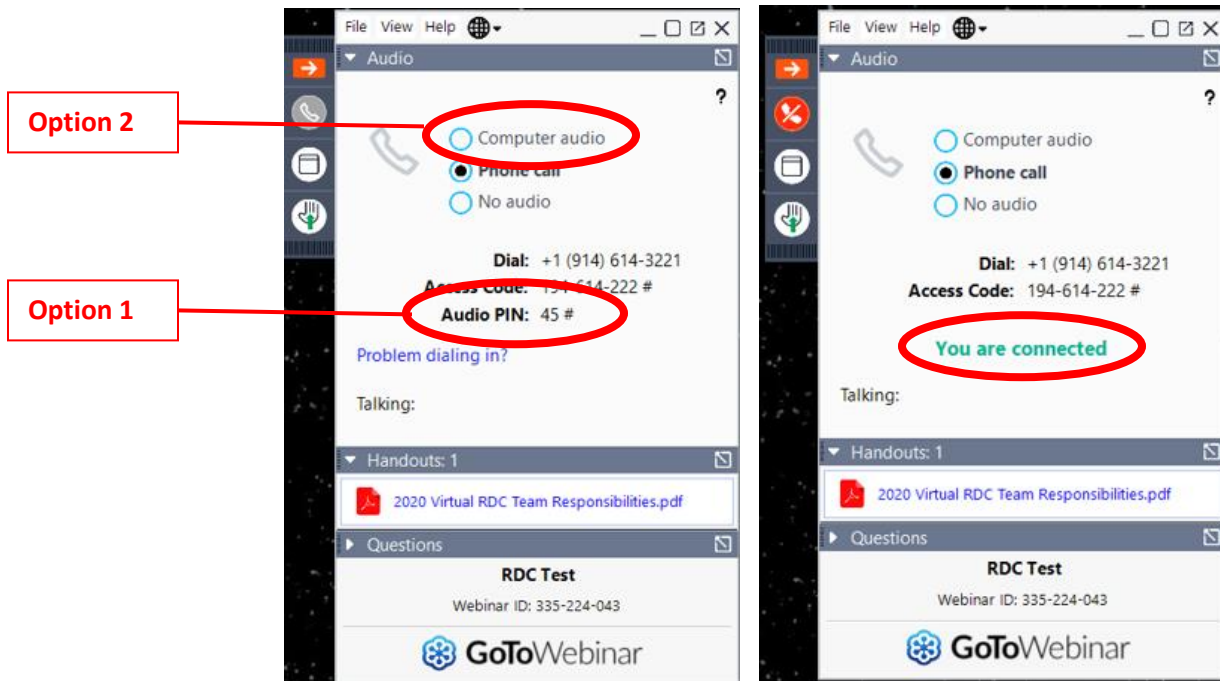 File View Help
Audio
?
Option 2
Computer audio
Phone call
No audio
Dial: +1 (914) 614-3221
Access Code: 194-614-222 #
Option 1
Audio PIN: 45 #
Problem dialing in?
Talking:
Handouts: 1
2020 Virtual RDC Team Responsibilities.pdf
Questions
RDC Test
Webinar ID: 335-224-043
GoToWebinar
File View Help
Audio
?
Computer audio
Phone call
No audio
Dial: +1 (914) 614-3221
Access Code: 194-614-222 #
You are connected
Talking:
Handouts: 1
2020 Virtual RDC Team Responsibilities.pdf
Questions
RDC Test
Webinar ID: 335-224-043
GoToWebinar